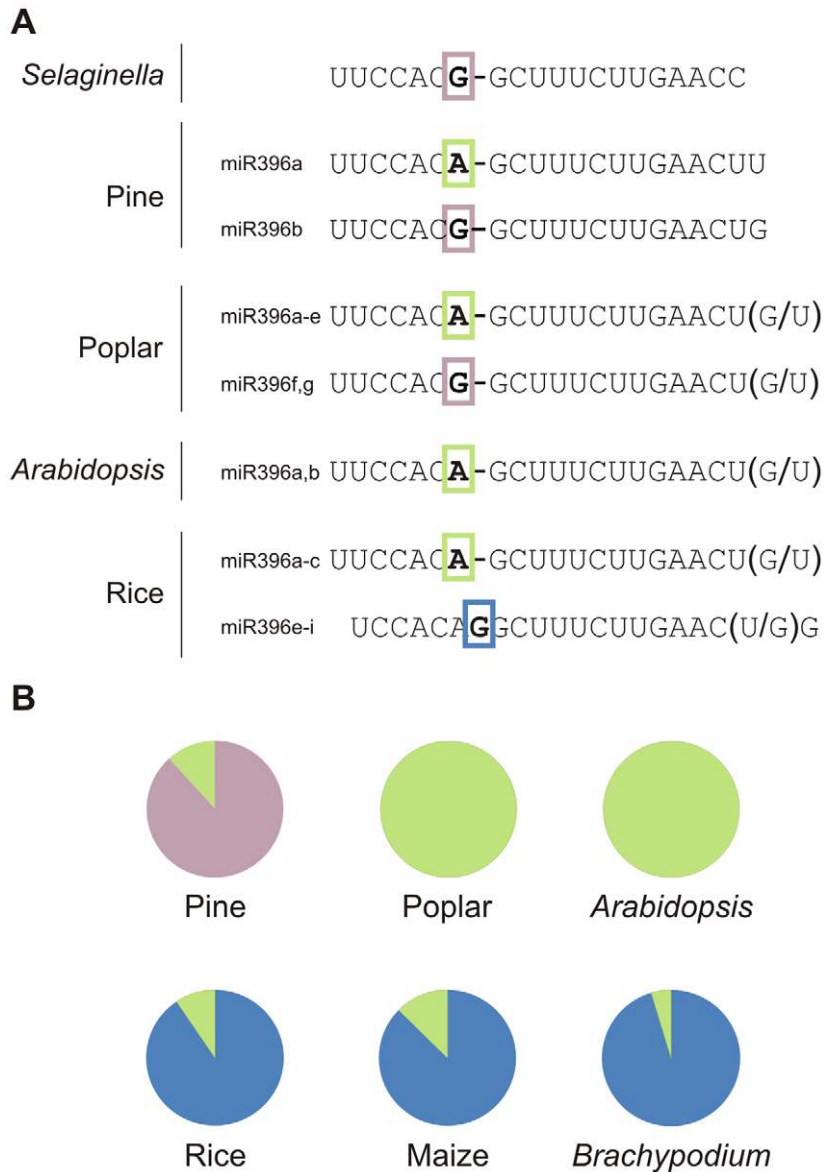 A
Selaginella UUCCACG-GCUUUCUUGAACC
Pine
miR396a UUCCACA-GCUUUCUUGAACUU
miR396b UUCCACG-GCUUUCUUGAACUG
Poplar
miR396a-e UUCCACA-GCUUUCUUGAACU(G/U)
miR396f,g UUCCACG-GCUUUCUUGAACU(G/U)
Arabidopsis miR396a,b UUCCACA-GCUUUCUUGAACU(G/U)
Rice
miR396a-c UUCCACA-GCUUUCUUGAACU(G/U)
miR396e-i UCCACAGGCUUUCUUGAAC(U/G)G
B
Pine Poplar Arabidopsis
Rice Maize Brachypodium